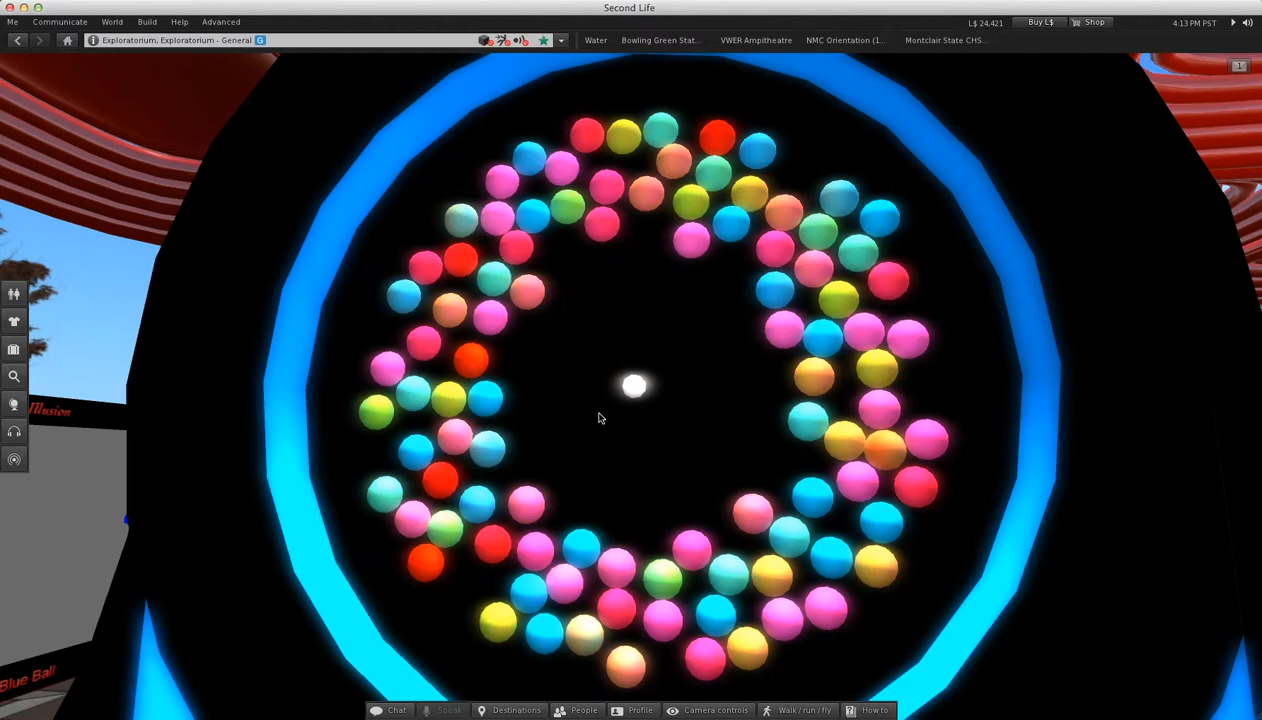 Second Life
Me Communicate World Build Help Advanced L$ 24,421 Buy L$ Shop 4:13 PM PST
Exploratorium, Exploratorium - General G Water Bowling Green Stat... VWER Ampitheatre NMC Orientation (1... Montclair State CHS...
1
Illusion
Blue Ball
Chat Speak Destinations People Profile Camera controls Walk / run / fly How to